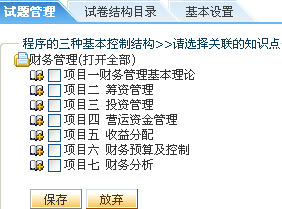 试题管理 试卷结构目录 基本设置
程序的三种基本控制结构>>请选择关联的知识点
财务管理(打开全部)
项目一财务管理基本理论
项目二 筹资管理
项目三 投资管理
项目四 营运资金管理
项目五 收益分配
项目六 财务预算及控制
项目七 财务分析
保存 放弃